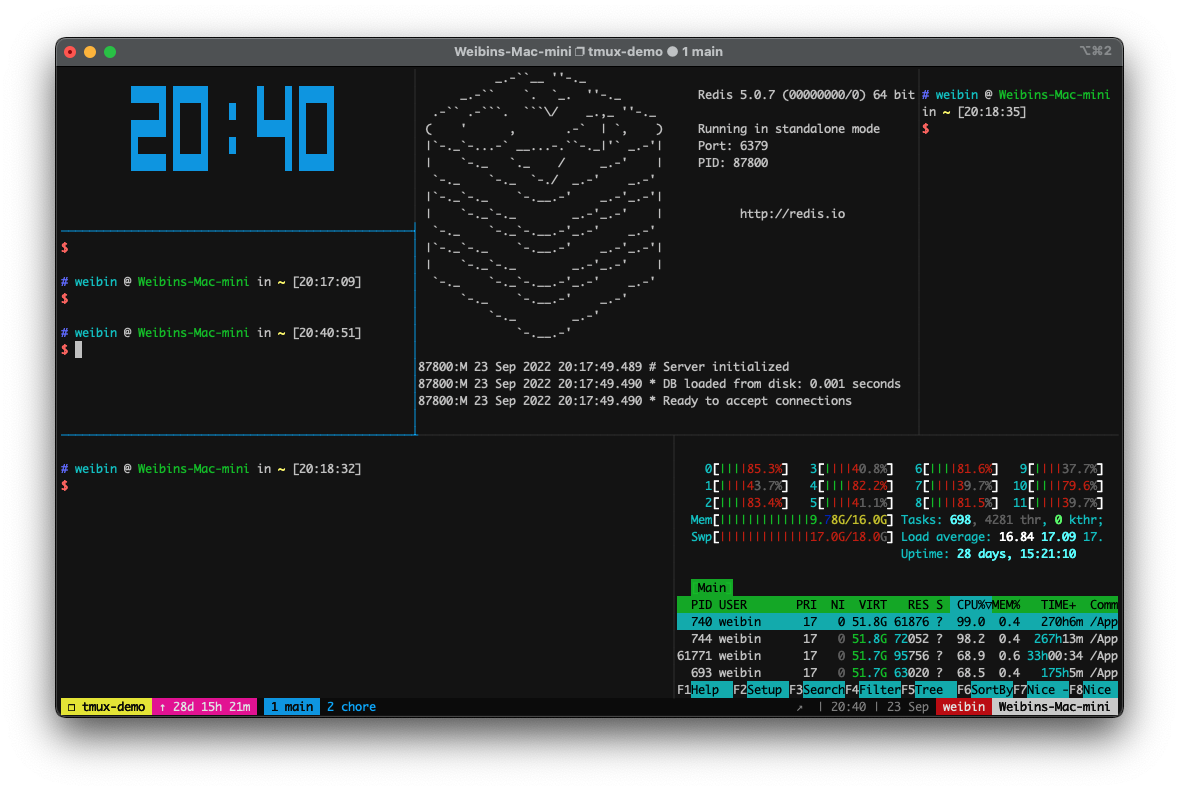 Weibins-Mac-mini ❐ tmux-demo ● 1 main
⌥⌘2
20:40
$
# weibin @ Weibins-Mac-mini in ~ [20:17:09]
$
# weibin @ Weibins-Mac-mini in ~ [20:40:51]
$
Redis 5.0.7 (00000000/0) 64 bit
Running in standalone mode
Port: 6379
PID: 87800
http://redis.io
87800:M 23 Sep 2022 20:17:49.489 # Server initialized
87800:M 23 Sep 2022 20:17:49.490 * DB loaded from disk: 0.001 seconds
87800:M 23 Sep 2022 20:17:49.490 * Ready to accept connections
# weibin @ Weibins-Mac-mini
in ~ [20:18:35]
$
# weibin @ Weibins-Mac-mini in ~ [20:18:32]
$
0[||||85.3%] 3[||||40.8%] 6[||||81.6%] 9[||||37.7%]
1[||||43.7%] 4[||||82.2%] 7[||||39.7%] 10[||||79.6%]
2[||||83.4%] 5[||||41.1%] 8[||||81.5%] 11[||||39.7%]
Mem[|||||||||||||9. 8G/16.0G] Tasks: 698, 4281 thr, 0 kthr;
Swp[|||||||||||||17.0G/18.0G] Load average: 16.84 17.09 17.
Uptime: 28 days, 15:21:10
Main
PID USER PRI NI VIRT RES S CPU%▽MEM% TIME+ Comm
740 weibin 17 0 51.8G 61876 ? 99.0 0.4 270h6m /App
744 weibin 17 0 51.8G 72052 ? 98.2 0.4 267h13m /App
61771 weibin 17 0 51.7G 95756 ? 68.9 0.6 33h00:34 /App
693 weibin 17 0 51.7G 63020 ? 68.5 0.4 175h5m /App
F1Help F2Setup F3SearchF4FilterF5Tree F6SortByF7Nice -F8Nice
❐ tmux-demo ↑ 28d 15h 21m 1 main 2 chore ↗ | 20:40 | 23 Sep weibin Weibins-Mac-mini